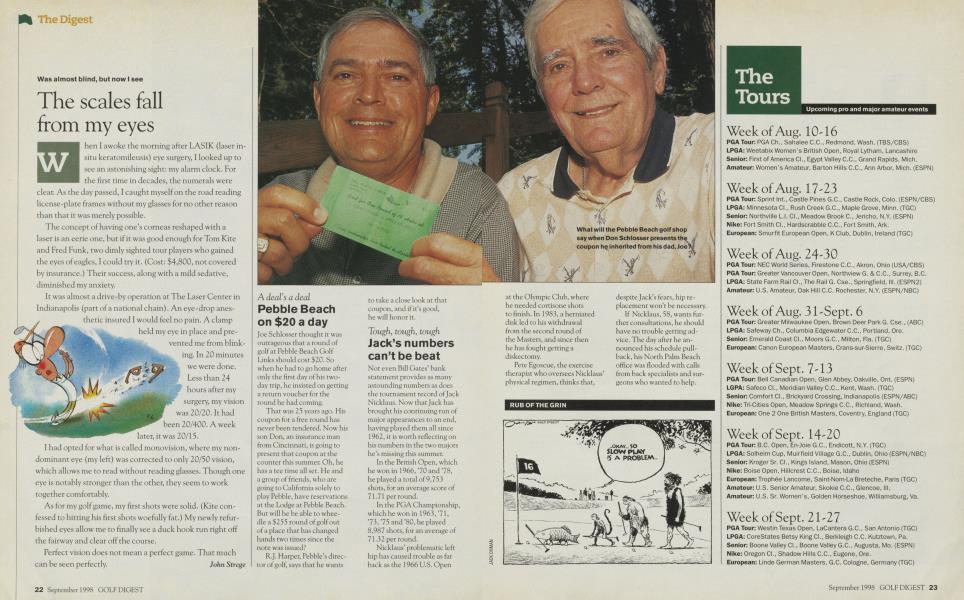 The Digest
Was almost blind, but now I see
The scales fall
from my eyes
When I awoke the morning after LASIK (laser in-
situ keratomileusis) eye surgery, I looked up to
see an astonishing sight: my alarm clock. For
the first time in decades, the numerals were
clear. As the day passed, I caught myself on the road reading
license-plate frames without my glasses for no other reason
than that it was merely possible.
The concept of having one's corneas reshaped with a
laser is an eerie one, but if it was good enough for Tom Kite
and Fred Funk, two dimly sighted tour players who gained
the eyes of eagles, I could try it. (Cost: $4,800, not covered
by insurance.) Their success, along with a mild sedative,
diminished my anxiety.
It was almost a drive-by operation at The Laser Center in
Indianapolis (part of a national chain). An eye-drop anes-
thetic insured I would feel no pain. A clamp
held my eye in place and pre-
vented me from blink-
ing. In 20 minutes
we were done.
Less than 24
hours after my
surgery, my vision
was 20/20. It had
been 20/400. A week
later, it was 20/15.
I had opted for what is called monovision, where my non-
dominant eye (my left) was corrected to only 20/50 vision,
which allows me to read without reading glasses. Though one
eye is notably stronger than the other, they seem to work
together comfortably.
As for my golf game, my first shots were solid. (Kite con-
fessed to hitting his first shots woefully fat.) My newly refur-
bished eyes allow me to finally see a duck hook run right off
the fairway and clear off the course.
Perfect vision does not mean a perfect game. That much
can be seen perfectly. John Strege
22 September 1998 GOLF DIGEST
What will the Pebble Beach golf shop
say when Don Schlosser presents the
coupon he inherited from his dad, Joe?
A deal's a deal
Pebble Beach
on $20 a day
Joe Schlosser thought it was
outrageous that a round of
golf at Pebble Beach Golf
Links should cost $20. So
when he had to go home after
only the first day of his two-
day trip, he insisted on getting
a return voucher for the
round he had coming.
That was 25 years ago. His
coupon for a free round has
never been tendered. Now his
son Don, an insurance man
from Cincinnati, is going to
present that coupon at the
counter this summer. Oh, he
has a tee time all set. He and
a group of friends, who are
going to California solely to
play Pebble, have reservations
at the Lodge at Pebble Beach.
But will he be able to whee-
dle a $255 round of golf out
of a place that has changed
hands two times since the
note was issued?
R.J. Harper, Pebble's direc-
tor of golf, says that he wants
to take a close look at that
coupon, and if it's good,
he will honor it.
Tough, tough, tough
Jack's numbers
can't be beat
Not even Bill Gates' bank
statement provides as many
astounding numbers as does
the tournament record of Jack
Nicklaus. Now that Jack has
brought his continuing run of
major appearances to an end,
having played them all since
1962, it is worth reflecting on
his numbers in the two majors
he's missing this summer.
In the British Open, which
he won in 1966, '70 and '78,
he played a total of 9,753
shots, for an average score of
71.71 per round.
In the PGA Championship,
which he won in 1963, '71,
'73, '75 and '80, he played
8,987 shots, for an average of
71.32 per round.
Nicklaus' problematic left
hip has caused trouble as far
back as the 1966 U.S. Open
at the Olympic Club, where
he needed cortisone shots
to finish. In 1983, a herniated
disk led to his withdrawal
from the second round of
the Masters, and since then
he has fought getting a
diskectomy.
Pete Egoscue, the exercise
therapist who oversees Nicklaus'
physical regimen, thinks that,
despite Jack's fears, hip re-
placement won't be necessary.
If Nicklaus, 58, wants fur-
ther consultations, he should
have no trouble getting ad-
vice. The day after he an-
nounced his schedule pull-
back, his North Palm Beach
office was flooded with calls
from back specialists and sur-
geons who wanted to help.
RUB OF THE GRIN
...OKAY, SO
SLOW PLAY
IS A PROBLEM...
16
The
Tours
Upcoming pro and major amateur events
Week of Aug. 10-16
PGA Tour: PGA Ch., Sahalee C.C., Redmond, Wash. (TBS/CBS)
LPGA: Weetabix Women's British Open, Royal Lytham, Lancashire
Senior: First of America Cl., Egypt Valley C.C., Grand Rapids, Mich.
Amateur: Women's Amateur, Barton Hills C.C., Ann Arbor, Mich. (ESPN)
Week of Aug. 17-23
PGA Tour: Sprint Int., Castle Pines G.C., Castle Rock, Colo. (ESPN/CBS)
LPGA: Minnesota Cl., Rush Creek G.C., Maple Grove, Minn. (TGC)
Senior: Northville L.I. Cl., Meadow Brook C., Jericho, N.Y. (ESPN)
Nike: Fort Smith Cl., Hardscrabble C.C., Fort Smith, Ark.
European: Smurfit European Open, K Club, Dublin, Ireland (TGC)
Week of Aug. 24-30
PGA Tour: NEC World Series, Firestone C.C., Akron, Ohio (USA/CBS)
PGA Tour: Greater Vancouver Open, Northview G. & C.C., Surrey, B.C.
LPGA: State Farm Rail Cl., The Rail G. Cse., Springfield, Ill. (ESPN2)
Amateur: U.S. Amateur, Oak Hill C.C. Rochester, N.Y. (ESPN/NBC)
Week of Aug. 31-Sept. 6
PGA Tour: Greater Milwaukee Open, Brown Deer Park G. Cse., (ABC)
LPGA: Safeway Ch., Columbia Edgewater C.C., Portland, Ore.
Senior: Emerald Coast Cl., Moors G.C., Milton, Fla. (TGC)
European: Canon European Masters, Crans-sur-Sierre, Switz. (TGC)
Week of Sept. 7-13
PGA Tour: Bell Canadian Open, Glen Abbey, Oakville, Ont. (ESPN)
LGPA: Safeco Cl., Meridian Valley C.C., Kent, Wash. (TGC)
Senior: Comfort Cl., Brickyard Crossing, Indianapolis (ESPN/ABC)
Nike: Tri-Cities Open, Meadow Springs C.C., Richland, Wash.
European: One 2 One British Masters, Coventry, England (TGC)
Week of Sept. 14-20
PGA Tour: B.C. Open, En-Joie G.C., Endicott, N.Y. (TGC)
LPGA: Solheim Cup, Muirfield Village G.C., Dublin, Ohio (ESPN/NBC)
Senior: Kroger Sr. Cl., Kings Island, Mason, Ohio (ESPN)
Nike: Boise Open, Hillcrest C.C., Boise, Idaho
European: Trophée Lancome, Saint-Nom-La Breteche, Paris (TGC)
Amateur: U.S. Senior Amateur, Skokie C.C., Glencoe, Ill.
Amateur: U.S. Sr. Women's, Golden Horseshoe, Williamsburg, Va.
Week of Sept. 21-27
PGA Tour: Westin Texas Open, LaCantera G.C., San Antonio (TGC)
LPGA: CoreStates Betsy King Cl., Berkleigh C.C. Kutztown, Pa.
Senior: Boone Valley Cl., Boone Valley G.C., Augusta, Mo. (ESPN)
Nike: Oregon Cl., Shadow Hills C.C., Eugene, Ore.
European: Linde German Masters, G.C. Cologne, Germany (TGC)
September 1998 GOLF DIGEST 23